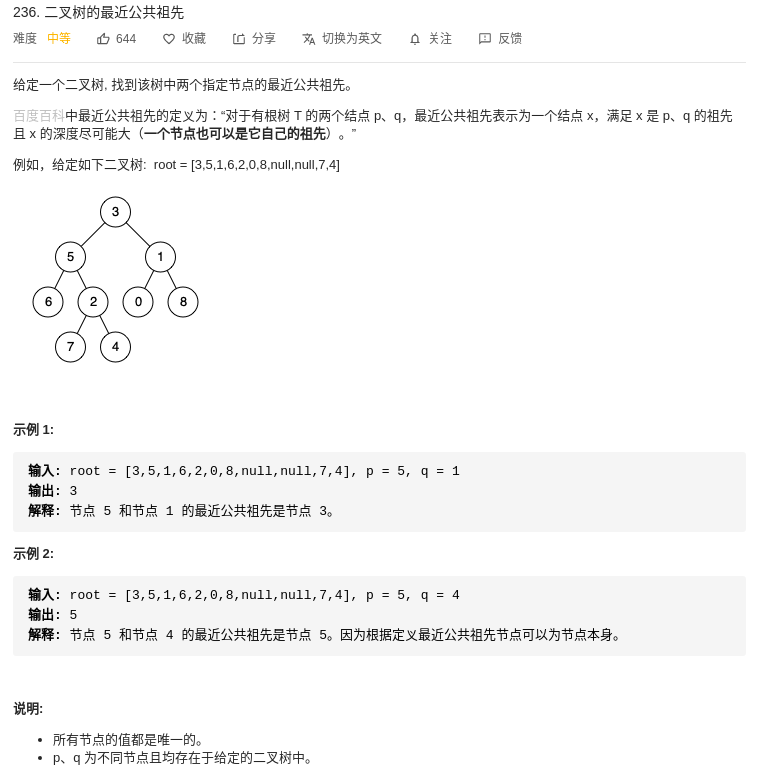 236. 二叉树的最近公共祖先
难度 中等 644 收藏 分享 切换为英文 关注 反馈
给定一个二叉树, 找到该树中两个指定节点的最近公共祖先。
百度百科中最近公共祖先的定义为：“对于有根树 T 的两个结点 p、q，最近公共祖先表示为一个结点 x，满足 x 是 p、q 的祖先
且 x 的深度尽可能大（一个节点也可以是它自己的祖先）。”
例如，给定如下二叉树:  root = [3,5,1,6,2,0,8,null,null,7,4]
3
5 1
6 2 0 8
7 4
示例 1:
输入: root = [3,5,1,6,2,0,8,null,null,7,4], p = 5, q = 1
输出: 3
解释: 节点 5 和节点 1 的最近公共祖先是节点 3。
示例 2:
输入: root = [3,5,1,6,2,0,8,null,null,7,4], p = 5, q = 4
输出: 5
解释: 节点 5 和节点 4 的最近公共祖先是节点 5。因为根据定义最近公共祖先节点可以为节点本身。
说明:
• 所有节点的值都是唯一的。
• p、q 为不同节点且均存在于给定的二叉树中。